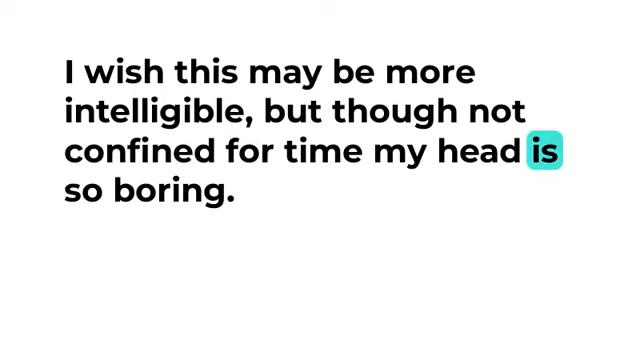 I wish this may be more
intelligible, but though not
confined for time my head is
so boring.